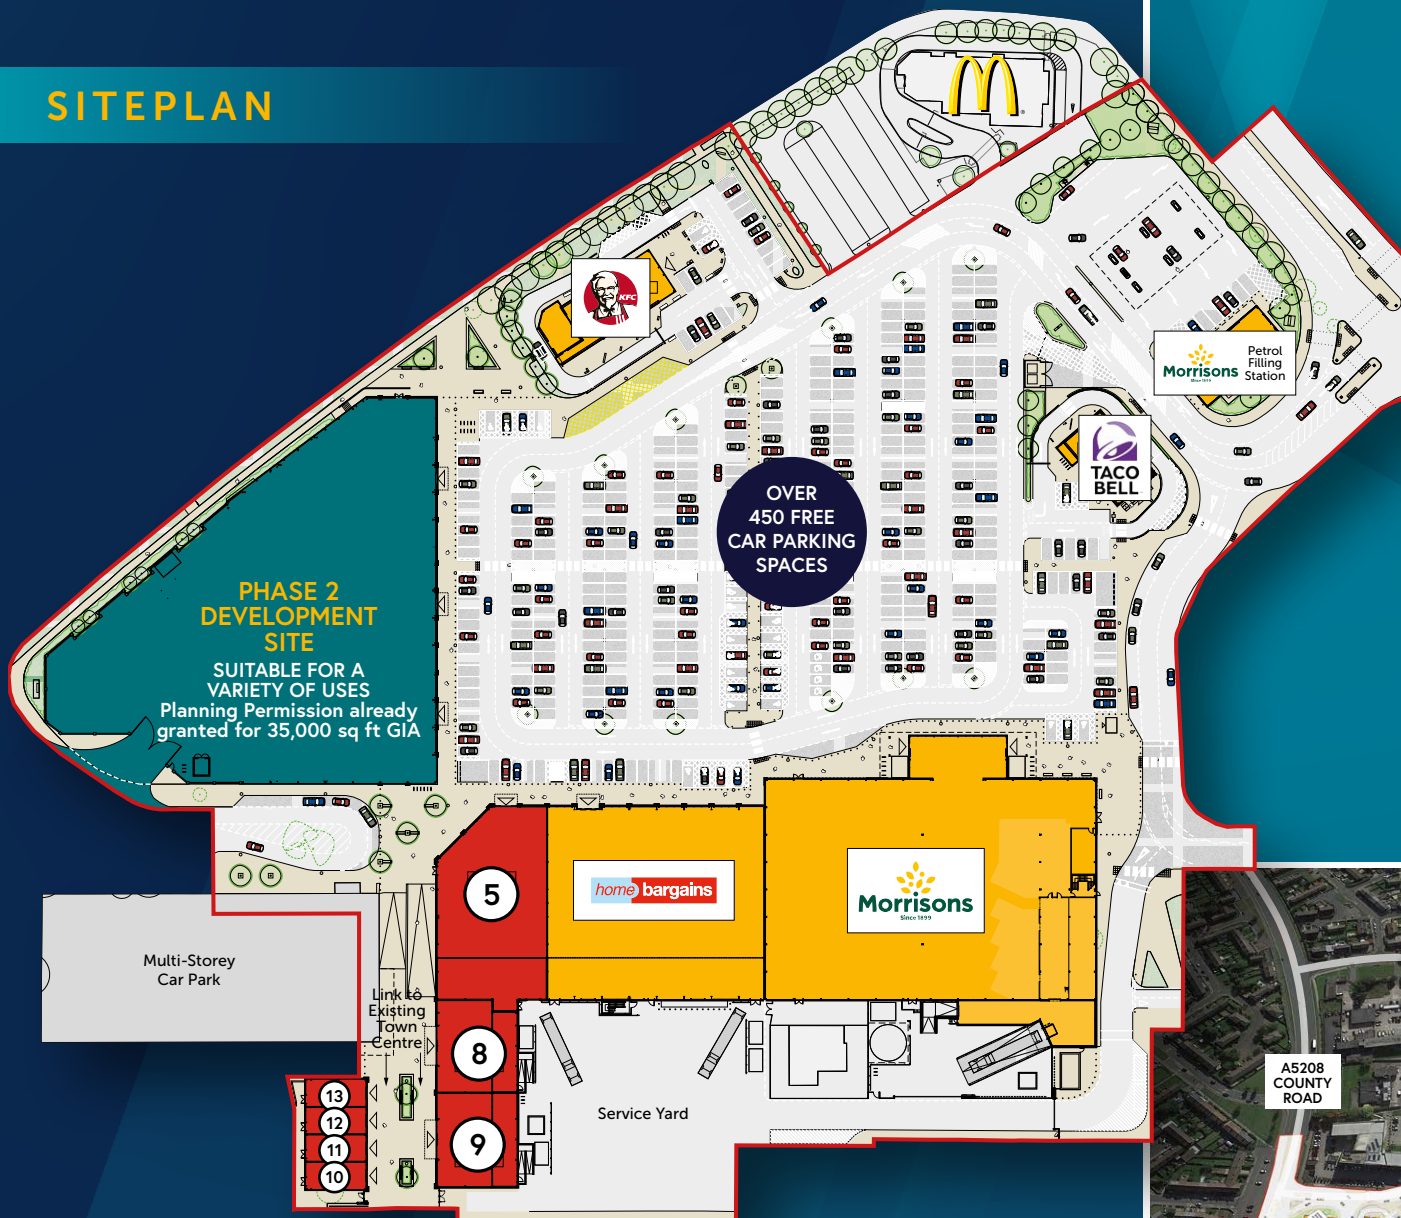 SITEPLAN
KFC
Morrisons
Since 1899
Petrol
Filling
Station
TACO
BELL
OVER
450 FREE
CAR PARKING
SPACES
PHASE 2
DEVELOPMENT
SITE
SUITABLE FOR A
VARIETY OF USES
Planning Permission already
granted for 35,000 sq ft GIA
5
home bargains
Morrisons
Since 1899
Multi-Storey
Car Park
Link to
Existing
Town
Centre
8
9
13
12
11
10
Service Yard
A5208
COUNTY
ROAD